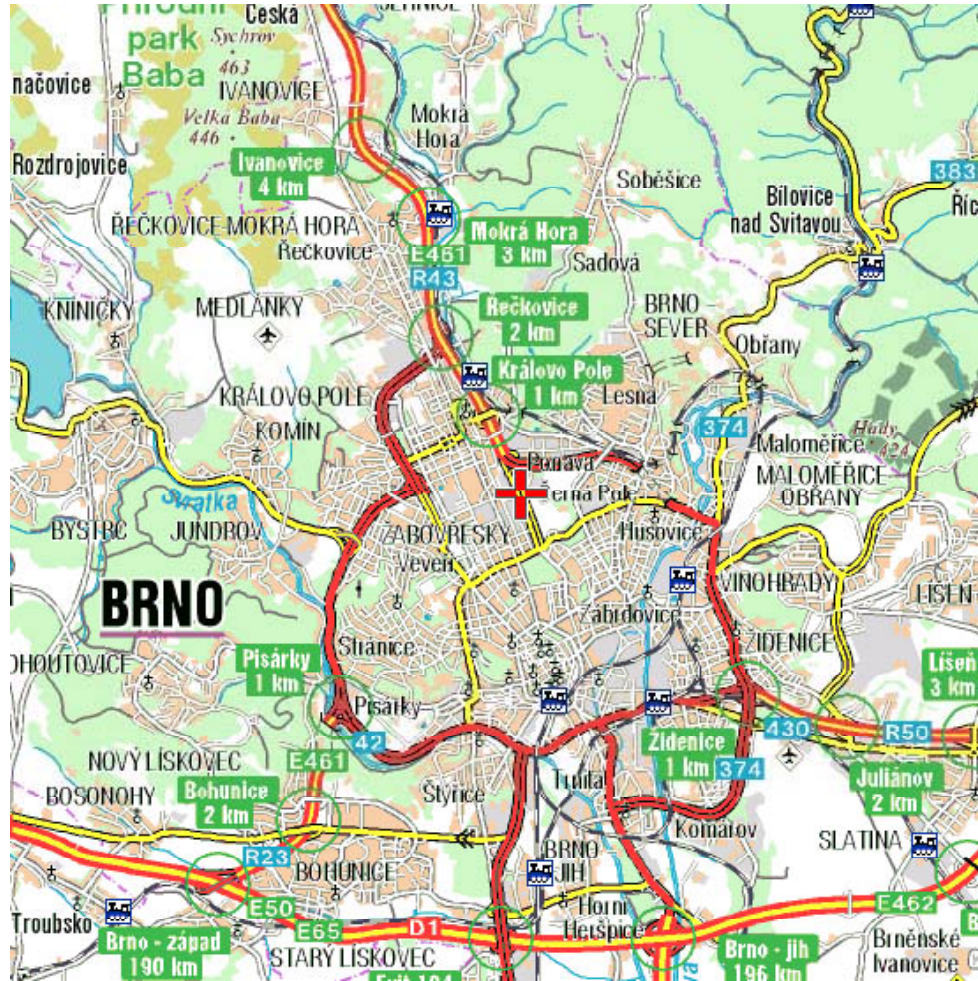 Česká
park
Baba
Sychrov
463
IVANOVICE
Velká Baba
446
Mokrá
Hora
Rozdrojovice
Ivanovice
4 km
Soběšice
383
Bílovice
nad Svitavou
ŘEČKOVICE-MOKRÁ HORA
Řečkovice
E461
R43
Mokrá Hora
3 km
Sadová
KNÍNIČKY
MEDLÁNKY
Řečkovice
2 km
BRNO
SEVER
Obřany
Královo Pole
1 km
Lesná
KRÁLOVO POLE
KOMÍN
374
Hády
424
Maloměřice
MALOMĚŘICE
OBŘANY
Ponava
Černá Pole
Svratka
BYSTRC
JUNDROV
ŽABOVŘESKY
Veveří
Husovice
VINOHRADY
LÍŠEŇ
BRNO
Zábrdovice
Stránice
ŽIDENICE
Pisárky
1 km
Líšeň
3 km
Pisárky
42
E461
430
R50
Židenice
1 km
374
NOVÝ LÍSKOVEC
BOSONOHY
Bohunice
2 km
Štýřice
Trnitá
Juliánov
2 km
Komárov
SLATINA
R23
BOHUNICE
BRNO
JIH
Troubsko
E50
E65
D1
Horní
Heršpice
E462
Brno - západ
190 km
STARÝ LÍSKOVEC
Brno - jih
196 km
Brněnské
Ivanovice